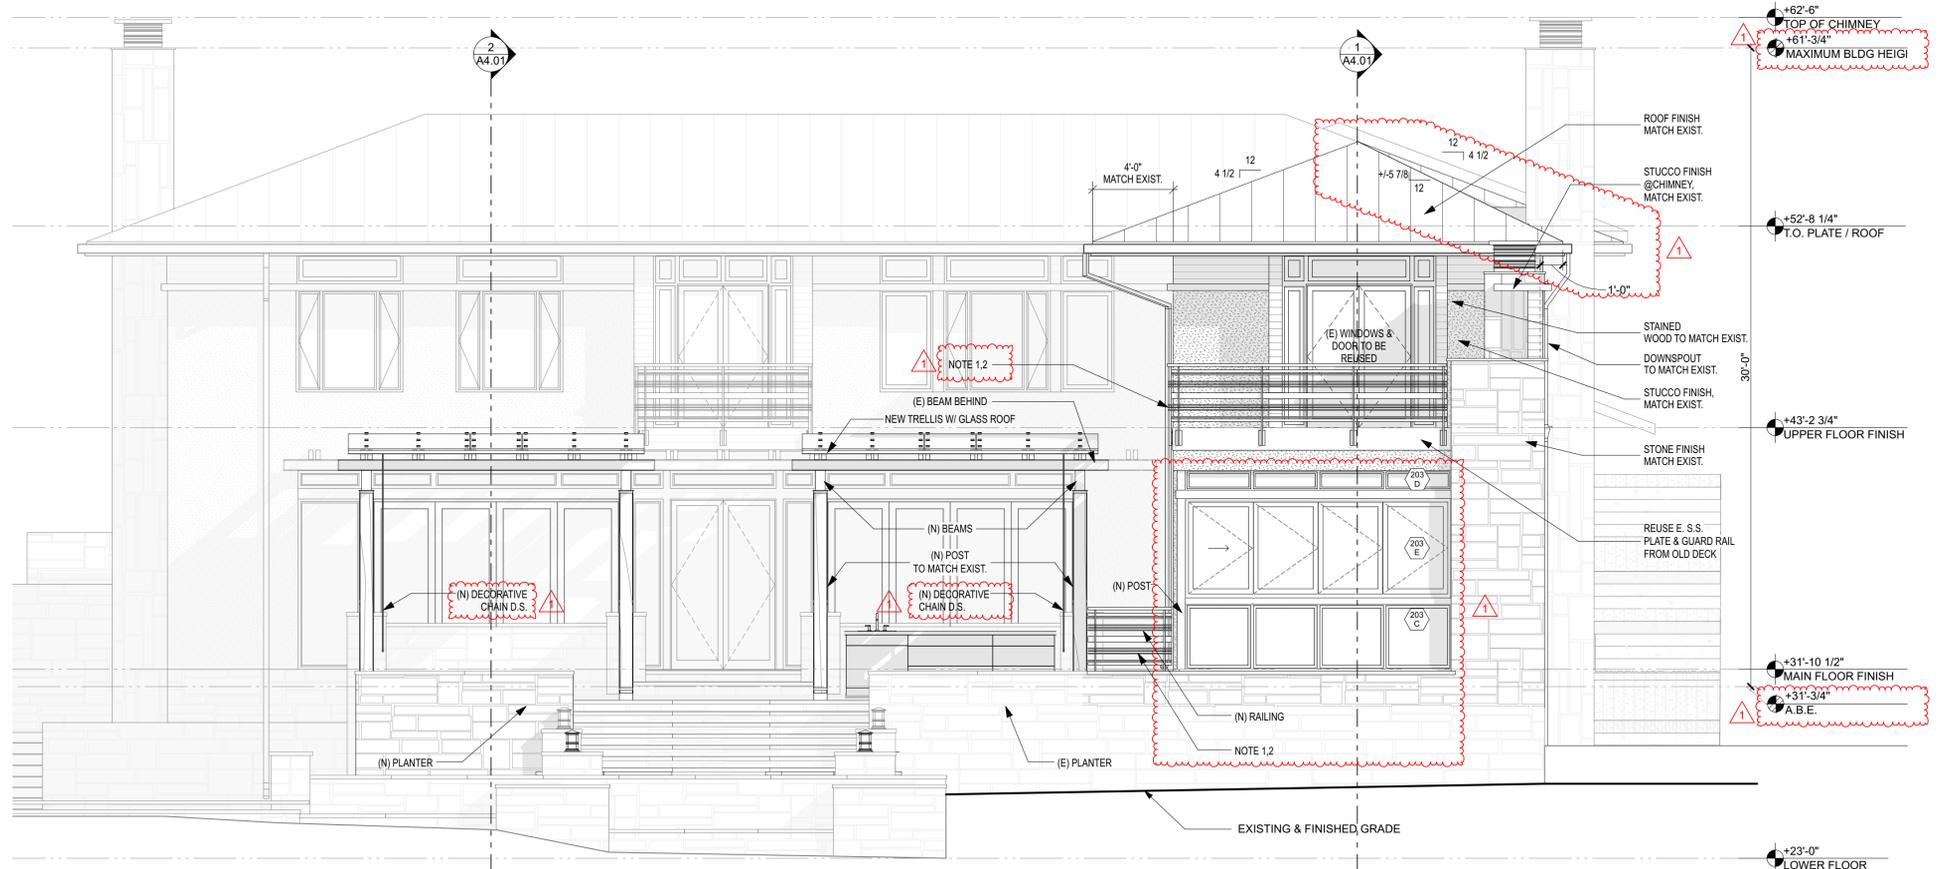 +62'-6"
TOP OF CHIMNEY
1
+61'-3/4"
MAXIMUM BLDG HEIGI
2
A4.01
1
A4.01
ROOF FINISH
MATCH EXIST.
12
4 1/2
12
4 1/2
+/-5 7/8
12
4'-0"
MATCH EXIST.
STUCCO FINISH
@CHIMNEY,
MATCH EXIST.
+52'-8 1/4"
T.O. PLATE / ROOF
1
1'-0"
STAINED
WOOD TO MATCH EXIST.
(E) WINDOWS &
DOOR TO BE
REUSED
1
NOTE 1,2
DOWNSPOUT
TO MATCH EXIST.
30'-0"
STUCCO FINISH,
MATCH EXIST.
(E) BEAM BEHIND
NEW TRELLIS W/ GLASS ROOF
+43'-2 3/4"
UPPER FLOOR FINISH
STONE FINISH
MATCH EXIST.
203
D
(N) BEAMS
REUSE E. S.S.
PLATE & GUARD RAIL
FROM OLD DECK
203
E
(N) POST
TO MATCH EXIST.
(N) POST
(N) DECORATIVE
CHAIN D.S.
1
1
(N) DECORATIVE
CHAIN D.S.
203
C
1
+31'-10 1/2"
MAIN FLOOR FINISH
+31'-3/4"
A.B.E.
1
(N) RAILING
NOTE 1,2
(N) PLANTER
(E) PLANTER
EXISTING & FINISHED GRADE
+23'-0"
LOWER FLOOR